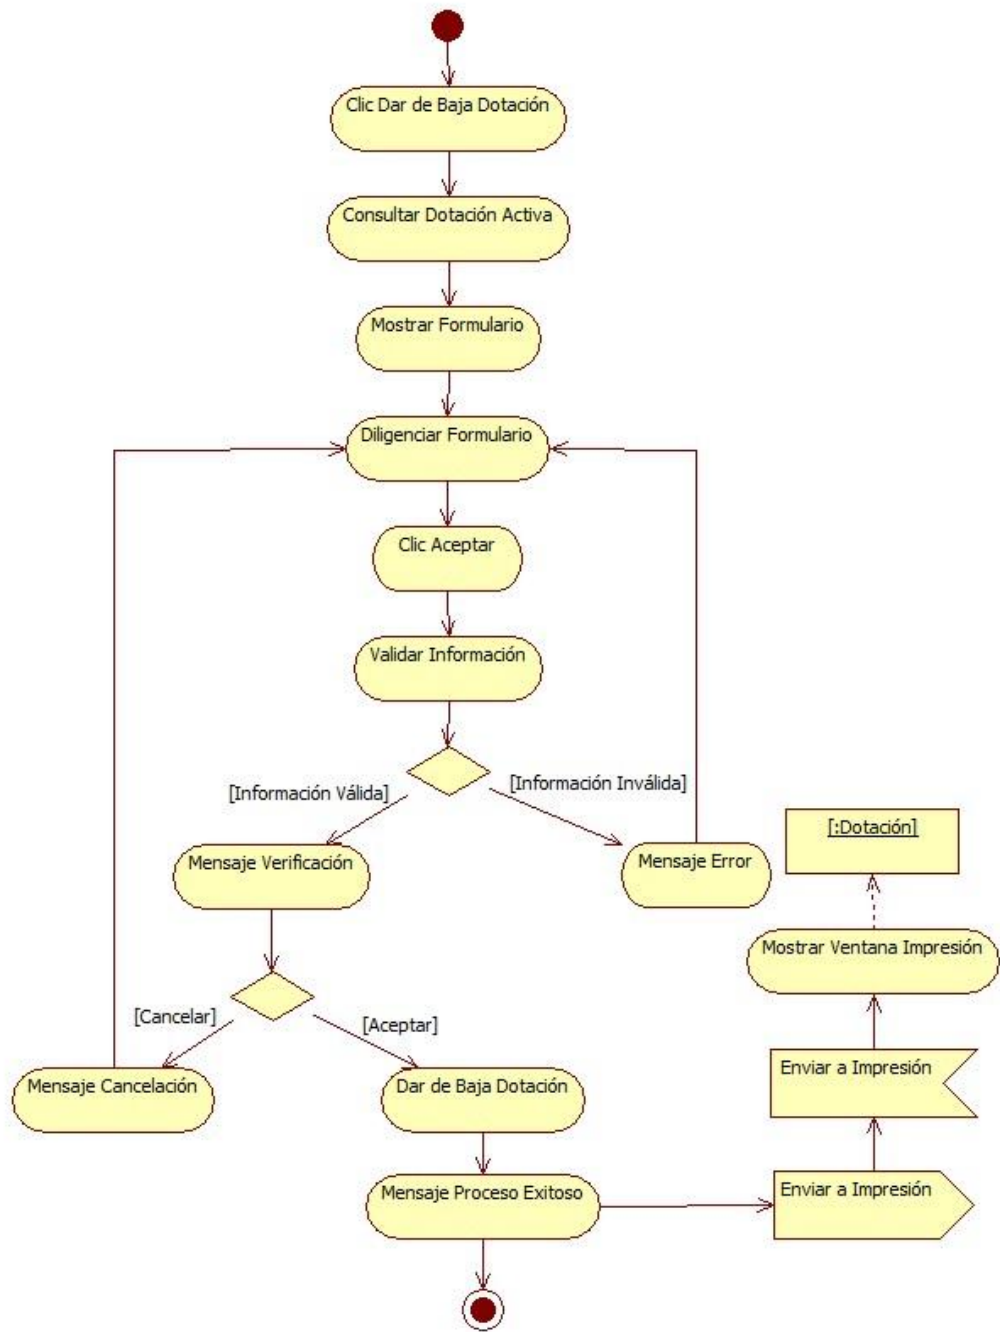 Clic Dar de Baja Dotación
Consultar Dotación Activa
Mostrar Formulario
Diligenciar Formulario
Clic Aceptar
Validar Información
[Información Válida]
[Información Inválida]
Mensaje Verificación
Mensaje Error
[:Dotación]
Mostrar Ventana Impresión
[Cancelar]
[Aceptar]
Mensaje Cancelación
Dar de Baja Dotación
Enviar a Impresión
Mensaje Proceso Exitoso
Enviar a Impresión